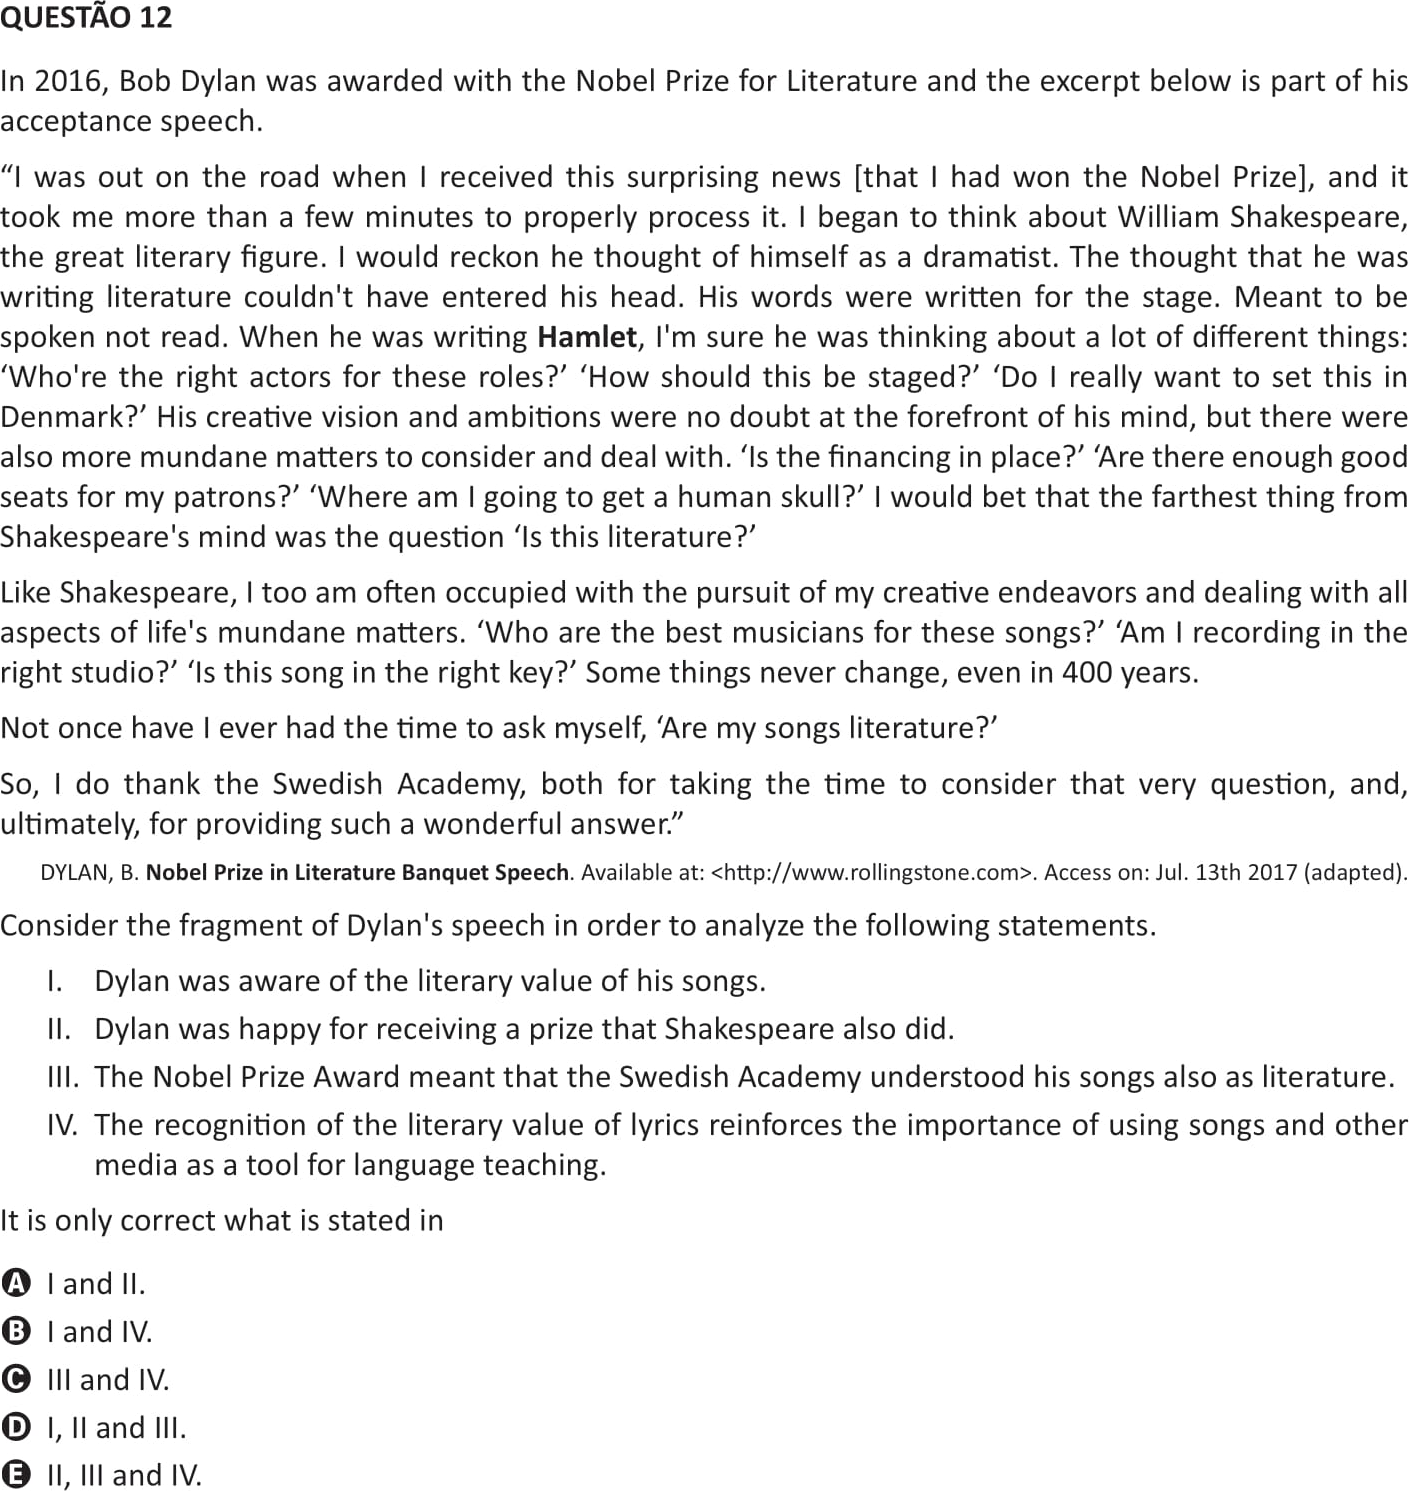 QUESTÃO 12
In 2016, Bob Dylan was awarded with the Nobel Prize for Literature and the excerpt below is part of his
acceptance speech.
“I was out on the road when I received this surprising news [that I had won the Nobel Prize], and it
took me more than a few minutes to properly process it. I began to think about William Shakespeare,
the great literary figure. I would reckon he thought of himself as a dramatist. The thought that he was
writing literature couldn't have entered his head. His words were written for the stage. Meant to be
spoken not read. When he was writing Hamlet, I'm sure he was thinking about a lot of different things:
‘Who're the right actors for these roles?’ ‘How should this be staged?’ ‘Do I really want to set this in
Denmark?’ His creative vision and ambitions were no doubt at the forefront of his mind, but there were
also more mundane matters to consider and deal with. ‘Is the financing in place?’ ‘Are there enough good
seats for my patrons?’ ‘Where am I going to get a human skull?’ I would bet that the farthest thing from
Shakespeare's mind was the question ‘Is this literature?’
Like Shakespeare, I too am often occupied with the pursuit of my creative endeavors and dealing with all
aspects of life's mundane matters. ‘Who are the best musicians for these songs?’ ‘Am I recording in the
right studio?’ ‘Is this song in the right key?’ Some things never change, even in 400 years.
Not once have I ever had the time to ask myself, ‘Are my songs literature?’
So, I do thank the Swedish Academy, both for taking the time to consider that very question, and,
ultimately, for providing such a wonderful answer.”
DYLAN, B. Nobel Prize in Literature Banquet Speech. Available at: <http://www.rollingstone.com>. Access on: Jul. 13th 2017 (adapted).
Consider the fragment of Dylan's speech in order to analyze the following statements.
I. Dylan was aware of the literary value of his songs.
II. Dylan was happy for receiving a prize that Shakespeare also did.
III. The Nobel Prize Award meant that the Swedish Academy understood his songs also as literature.
IV. The recognition of the literary value of lyrics reinforces the importance of using songs and other
media as a tool for language teaching.
It is only correct what is stated in
A I and II.
B I and IV.
C III and IV.
D I, II and III.
E II, III and IV.